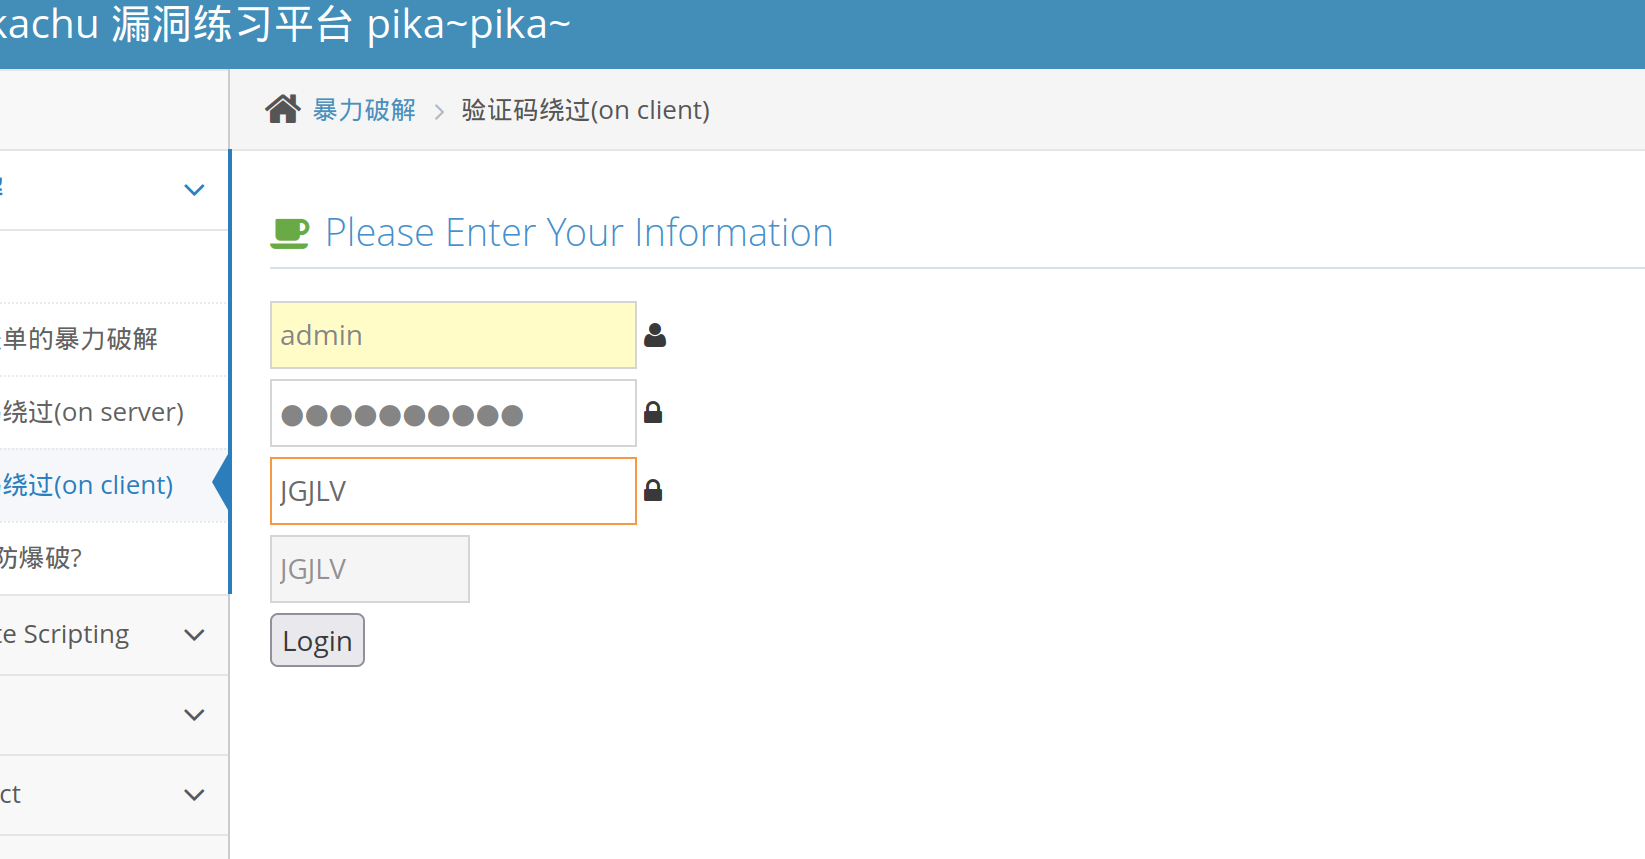 kachu 漏洞练习平台 pika~pika~
暴力破解 > 验证码绕过(on client)
Please Enter Your Information
admin
JGJLV
JGJLV
Login
单的暴力破解
绕过(on server)
绕过(on client)
防爆破?
te Scripting
ct